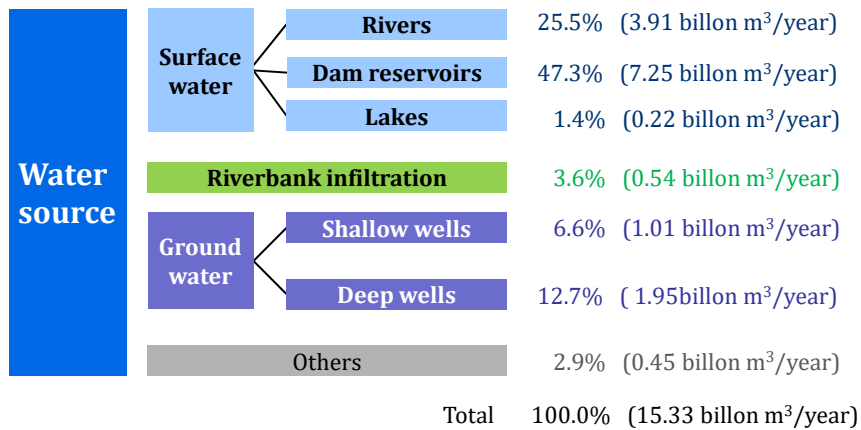 Water
source
Surface
water
Rivers 25.5% (3.91 billon m³/year)
Dam reservoirs 47.3% (7.25 billon m³/year)
Lakes 1.4% (0.22 billon m³/year)
Riverbank infiltration 3.6% (0.54 billon m³/year)
Ground
water
Shallow wells 6.6% (1.01 billon m³/year)
Deep wells 12.7% ( 1.95billon m³/year)
Others 2.9% (0.45 billon m³/year)
Total 100.0% (15.33 billon m³/year)